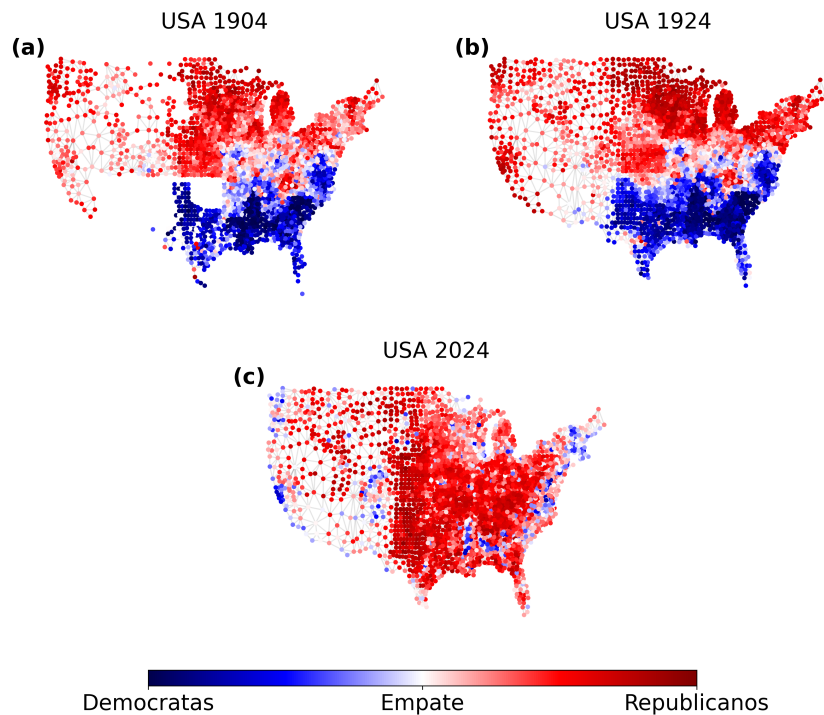 USA 1904
(a)
USA 1924
(b)
USA 2024
(c)
Democratas
Empate
Republicanos